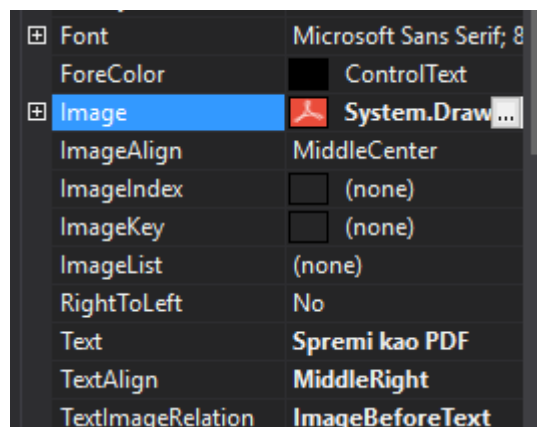 Font Microsoft Sans Serif; 8
ForeColor ControlText
Image System.Draw ...
ImageAlign MiddleCenter
ImageIndex (none)
ImageKey (none)
ImageList (none)
RightToLeft No
Text Spremi kao PDF
TextAlign MiddleRight
TextImageRelation ImageBeforeText